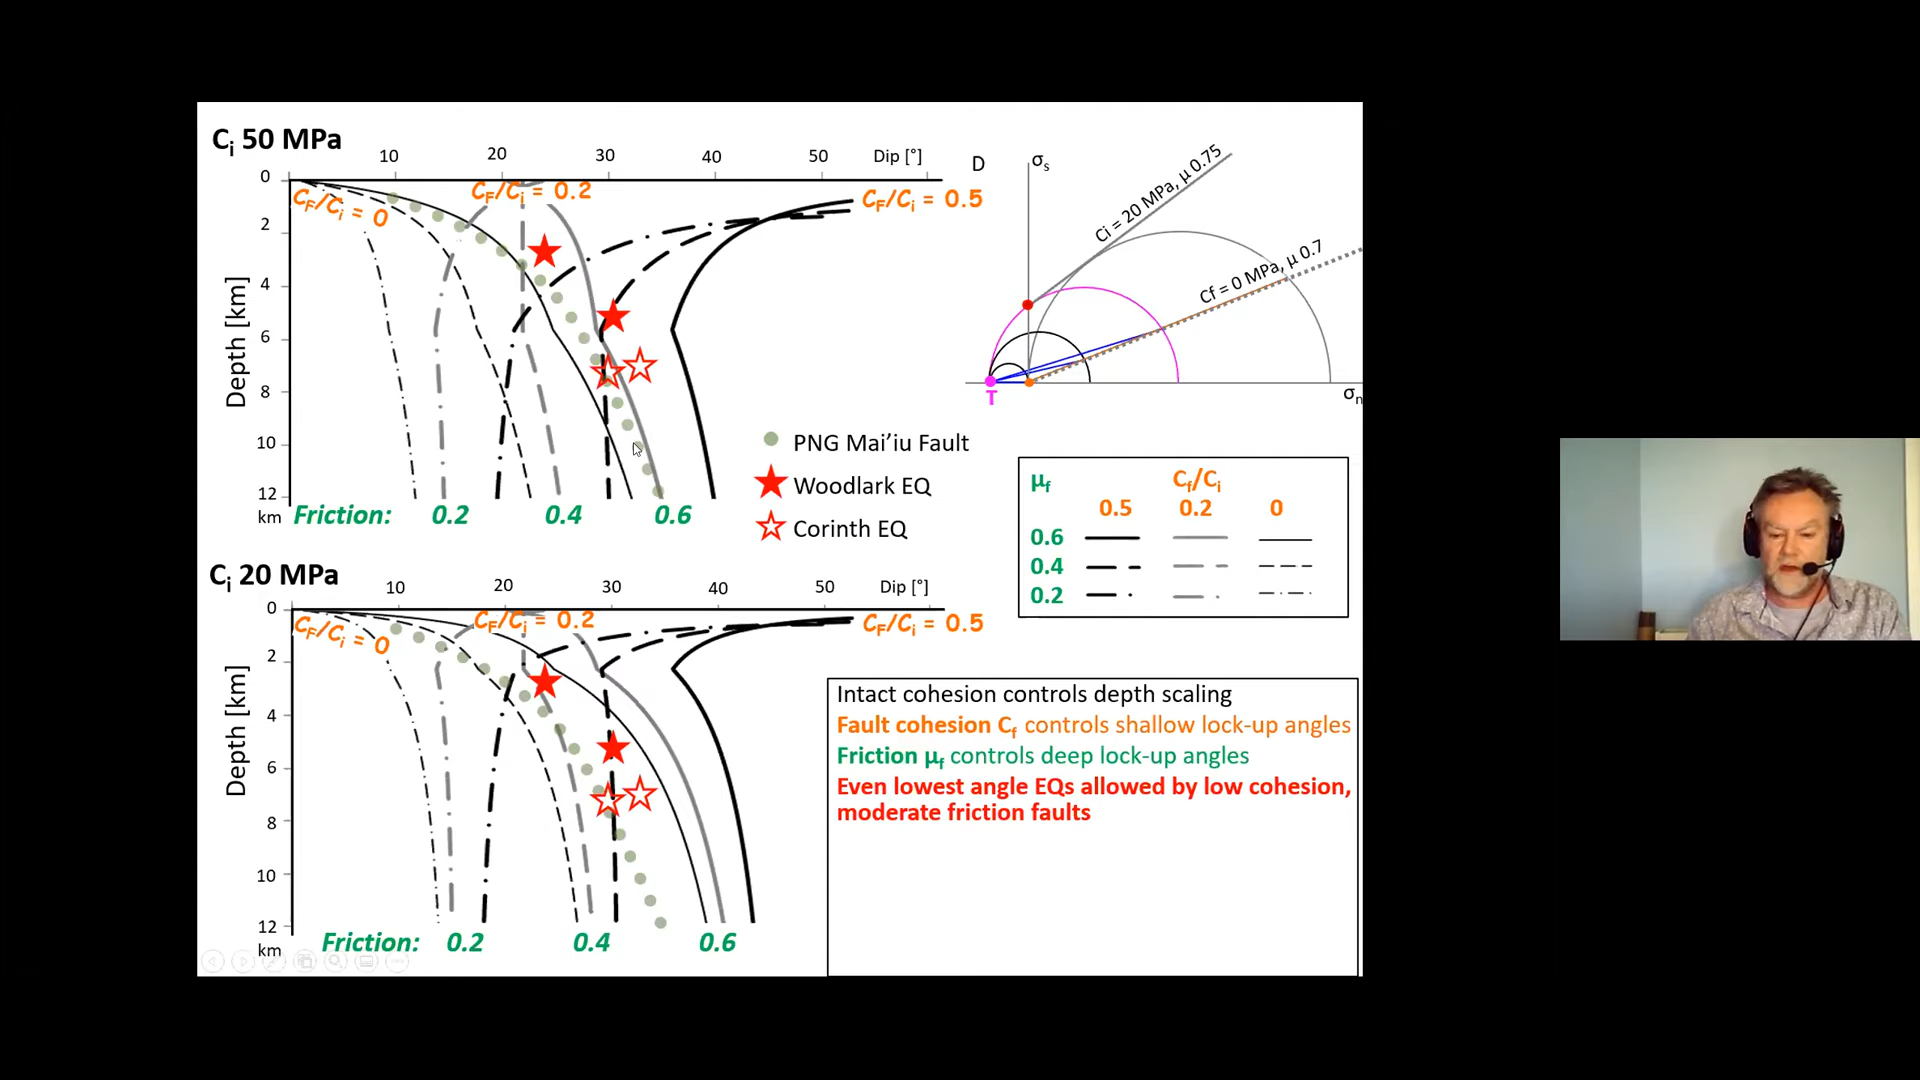 Ci 50 MPa
10 20 30 40 50 Dip [°]
0
2
4
6
8
10
12
km
Depth [km]
CF/Ci = 0
CF/Ci = 0.2
CF/Ci = 0.5
Friction: 0.2 0.4 0.6
PNG Mai’iu Fault
Woodlark EQ
Corinth EQ
D
σs
Ci = 20 MPa, μ 0.75
Cf = 0 MPa, μ 0.7
T
σn
μf Cf/Ci
0.5 0.2 0
0.6
0.4
0.2
Ci 20 MPa
10 20 30 40 50 Dip [°]
0
2
4
6
8
10
12
km
Depth [km]
CF/Ci = 0
CF/Ci = 0.2
CF/Ci = 0.5
Friction: 0.2 0.4 0.6
Intact cohesion controls depth scaling
Fault cohesion Cf controls shallow lock-up angles
Friction μf controls deep lock-up angles
Even lowest angle EQs allowed by low cohesion,
moderate friction faults